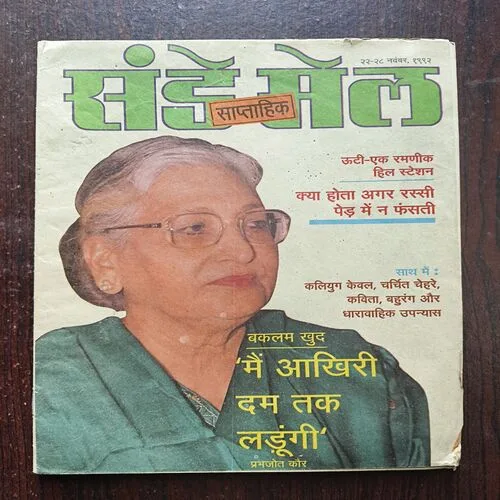 २२-२८ नवंबर, १९९२
संडे मेल
साप्ताहिक
ऊटी-एक रमणीक
हिल स्टेशन
क्या होता अगर रस्सी
पेड़ में न फंसती
साथ में :
कलियुग केवल, चर्चित चेहरे,
कविता, बहुरंग और
धारावाहिक उपन्यास
बकलम खुद
'मैं आखिरी
दम तक
लड़ूंगी'
प्रभजोत कौर